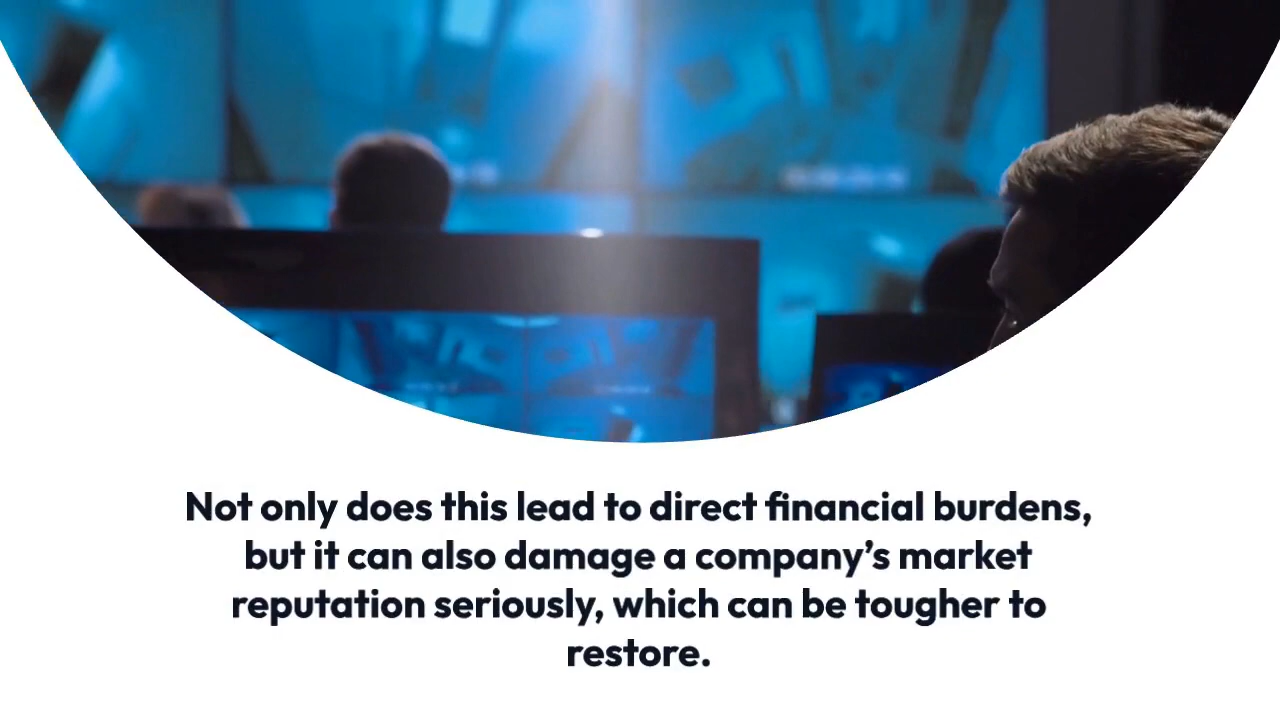 Not only does this lead to direct financial burdens,
but it can also damage a company’s market
reputation seriously, which can be tougher to
restore.